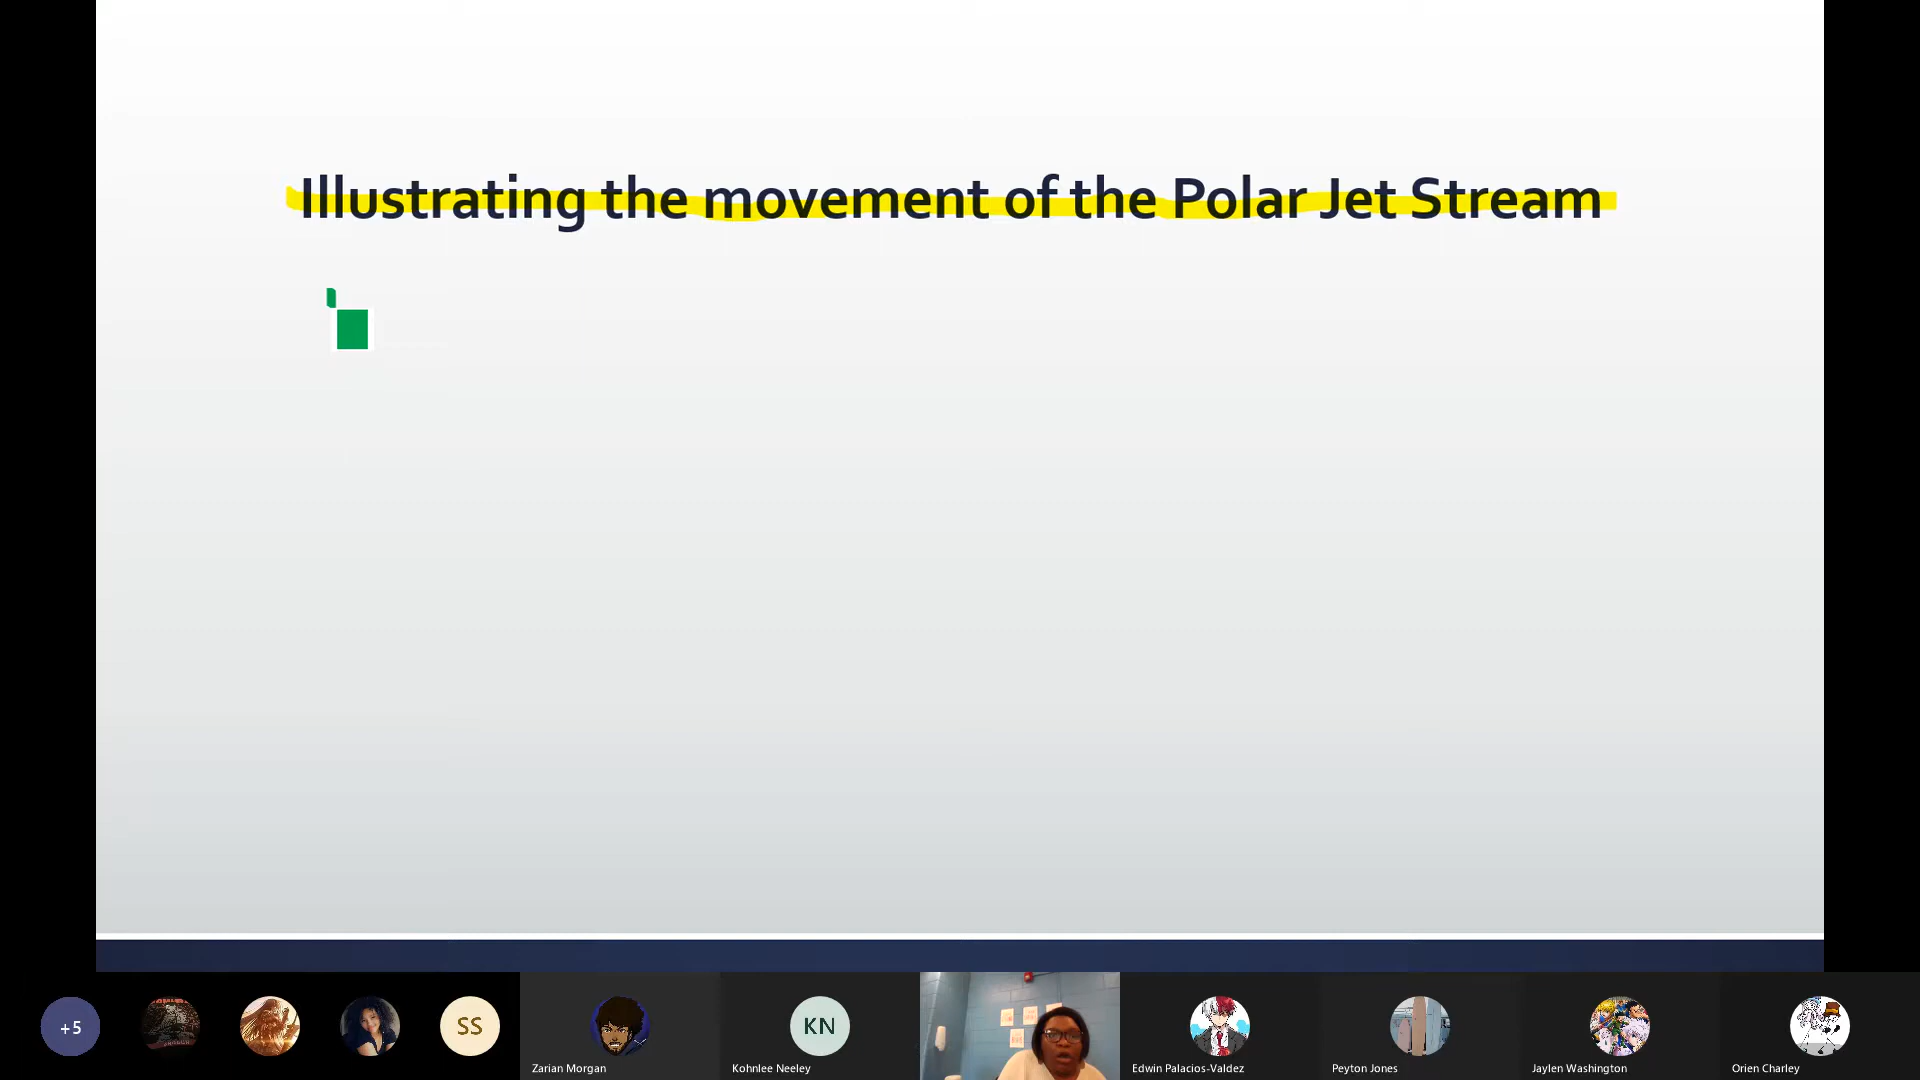 Illustrating the movement of the Polar Jet Stream
+5
SS
KN
Zarian Morgan
Kohnlee Neeley
Edwin Palacios-Valdez
Peyton Jones
Jaylen Washington
Orien Charley